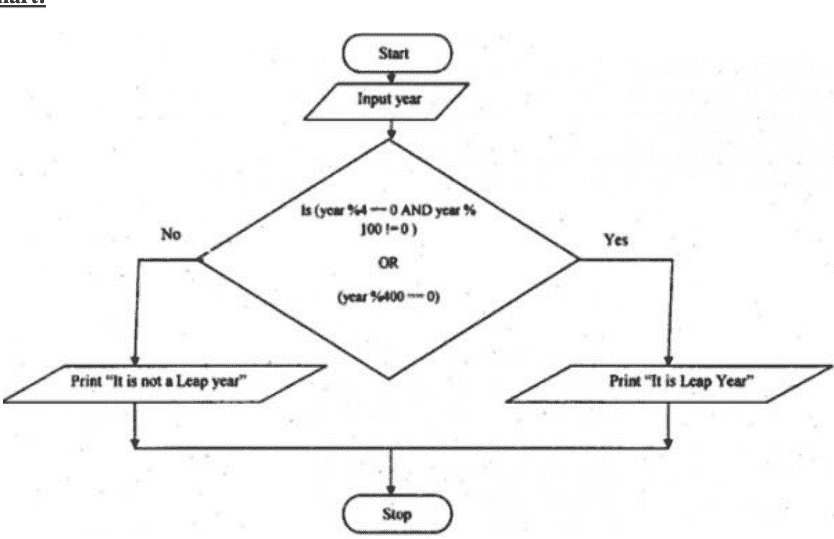 Start
Input year
Is (year %4 == 0 AND year %
100 != 0 )
OR
(year %400 == 0)
No
Yes
Print “It is not a Leap year”
Print “It is Leap Year”
Stop